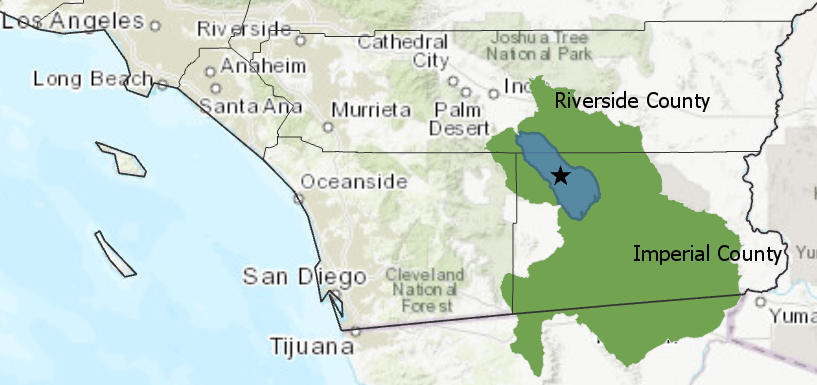 Los Angeles
Riverside
Cathedral
City
Joshua Tree
National Park
Anaheim
Long Beach
Santa Ana
Murrieta
Palm
Desert
Riverside County
Oceanside
San Diego
Cleveland
National
Forest
Imperial County
Tijuana
Yuma